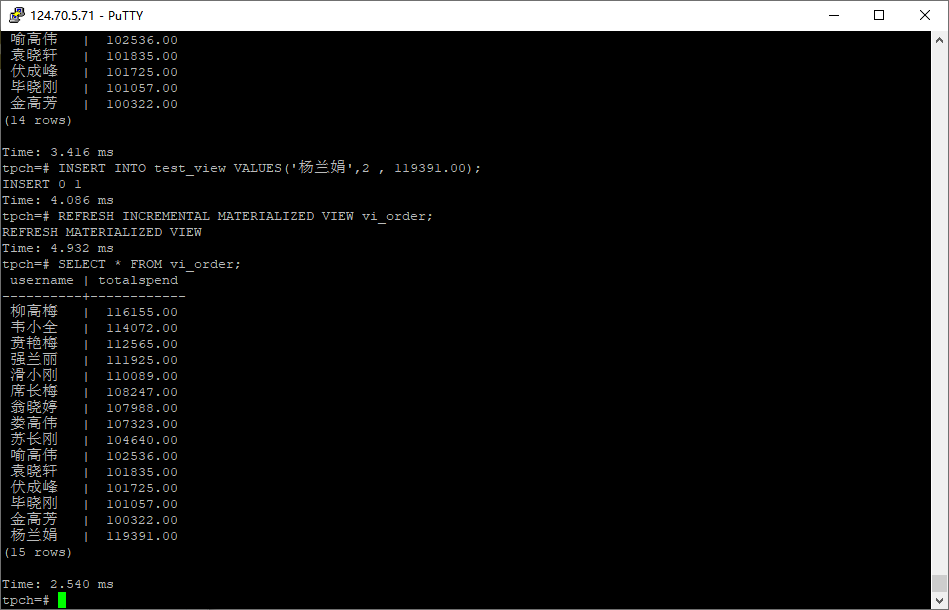 124.70.5.71 - PuTTY
喻高伟 | 102536.00
袁晓轩 | 101835.00
伏成峰 | 101725.00
毕晓刚 | 101057.00
金高芳 | 100322.00
(14 rows)
Time: 3.416 ms
tpch=# INSERT INTO test_view VALUES('杨兰娟',2 , 119391.00);
INSERT 0 1
Time: 4.086 ms
tpch=# REFRESH INCREMENTAL MATERIALIZED VIEW vi_order;
REFRESH MATERIALIZED VIEW
Time: 4.932 ms
tpch=# SELECT * FROM vi_order;
username | totalspend
----------+------------
柳高梅 | 116155.00
韦小全 | 114072.00
贲艳梅 | 112565.00
强兰丽 | 111925.00
滑小刚 | 110089.00
席长梅 | 108247.00
翁晓婷 | 107988.00
娄高伟 | 107323.00
苏长刚 | 104640.00
喻高伟 | 102536.00
袁晓轩 | 101835.00
伏成峰 | 101725.00
毕晓刚 | 101057.00
金高芳 | 100322.00
杨兰娟 | 119391.00
(15 rows)
Time: 2.540 ms
tpch=#